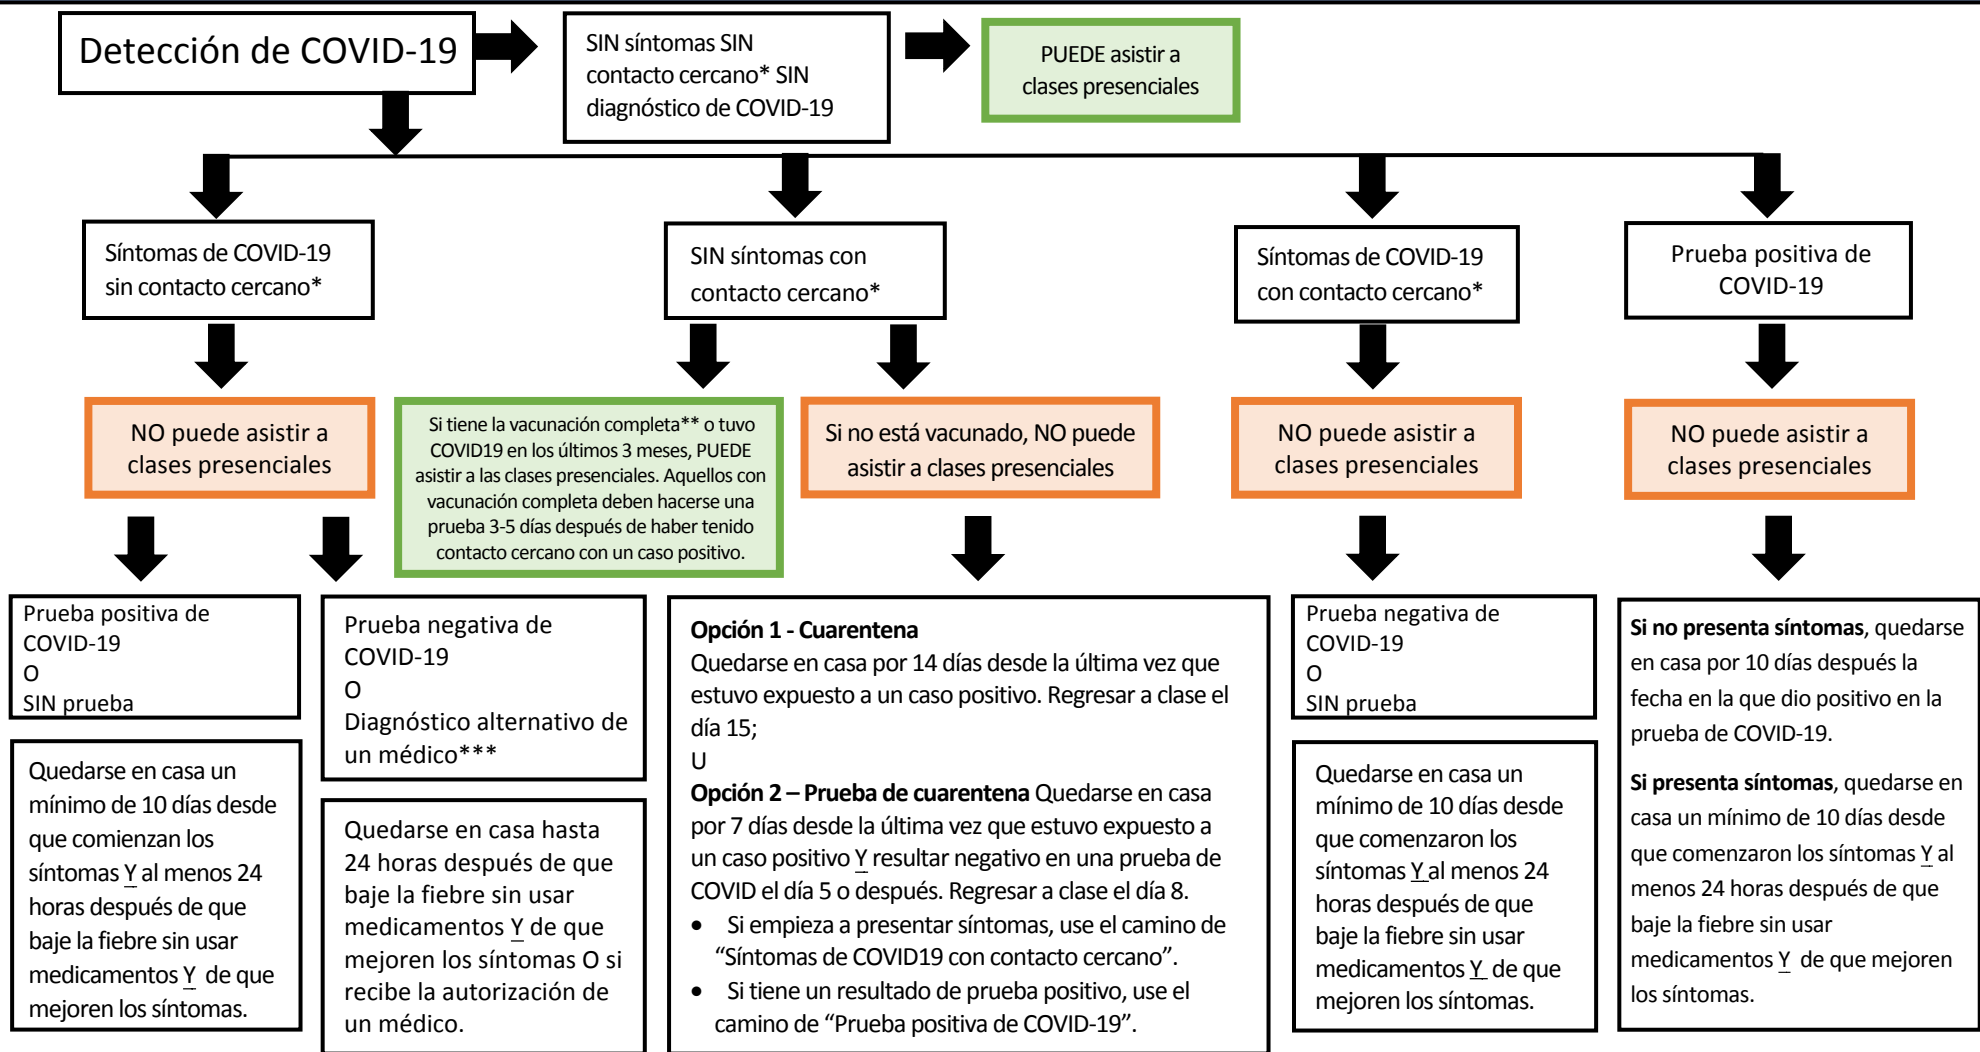 Detección de COVID-19
SIN síntomas SIN
contacto cercano* SIN
diagnóstico de COVID-19
PUEDE asistir a
clases presenciales
Síntomas de COVID-19
sin contacto cercano*
SIN síntomas con
contacto cercano*
Síntomas de COVID-19
con contacto cercano*
Prueba positiva de
COVID-19
NO puede asistir a
clases presenciales
Si tiene la vacunación completa** o tuvo
COVID19 en los últimos 3 meses, PUEDE
asistir a las clases presenciales. Aquellos con
vacunación completa deben hacerse una
prueba 3-5 días después de haber tenido
contacto cercano con un caso positivo.
Si no está vacunado, NO puede
asistir a clases presenciales
NO puede asistir a
clases presenciales
NO puede asistir a
clases presenciales
Prueba positiva de
COVID-19
O
SIN prueba
Quedarse en casa un
mínimo de 10 días desde
que comienzan los
síntomas Y al menos 24
horas después de que
baje la fiebre sin usar
medicamentos Y de que
mejoren los síntomas.
Prueba negativa de
COVID-19
O
Diagnóstico alternativo de
un médico***
Quedarse en casa hasta
24 horas después de que
baje la fiebre sin usar
medicamentos Y de que
mejoren los síntomas O si
recibe la autorización de
un médico.
Opción 1 - Cuarentena
Quedarse en casa por 14 días desde la última vez que
estuvo expuesto a un caso positivo. Regresar a clase el
día 15;
U
Opción 2 – Prueba de cuarentena Quedarse en casa
por 7 días desde la última vez que estuvo expuesto a
un caso positivo Y resultar negativo en una prueba de
COVID el día 5 o después. Regresar a clase el día 8.
• Si empieza a presentar síntomas, use el camino de
“Síntomas de COVID19 con contacto cercano”.
• Si tiene un resultado de prueba positivo, use el
camino de “Prueba positiva de COVID-19”.
Prueba negativa de
COVID-19
O
SIN prueba
Quedarse en casa un
mínimo de 10 días desde
que comenzaron los
síntomas Y al menos 24
horas después de que
baje la fiebre sin usar
medicamentos Y de que
mejoren los síntomas.
Si no presenta síntomas, quedarse
en casa por 10 días después la
fecha en la que dio positivo en la
prueba de COVID-19.
Si presenta síntomas, quedarse en
casa un mínimo de 10 días desde
que comenzaron los síntomas Y al
menos 24 horas después de que
baje la fiebre sin usar
medicamentos Y de que mejoren
los síntomas.